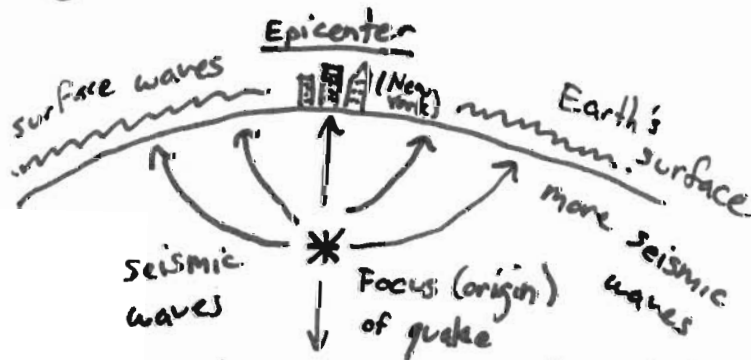 Epicenter
surface waves
(New
York)
Earth's
surface
more seismic
waves
seismic
waves
Focus (origin)
of quake